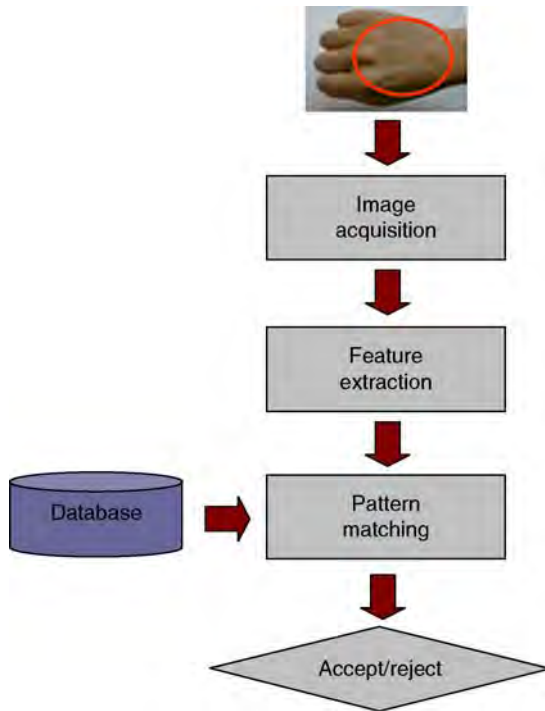 Image
acquisition
Feature
extraction
Database
Pattern
matching
Accept/reject